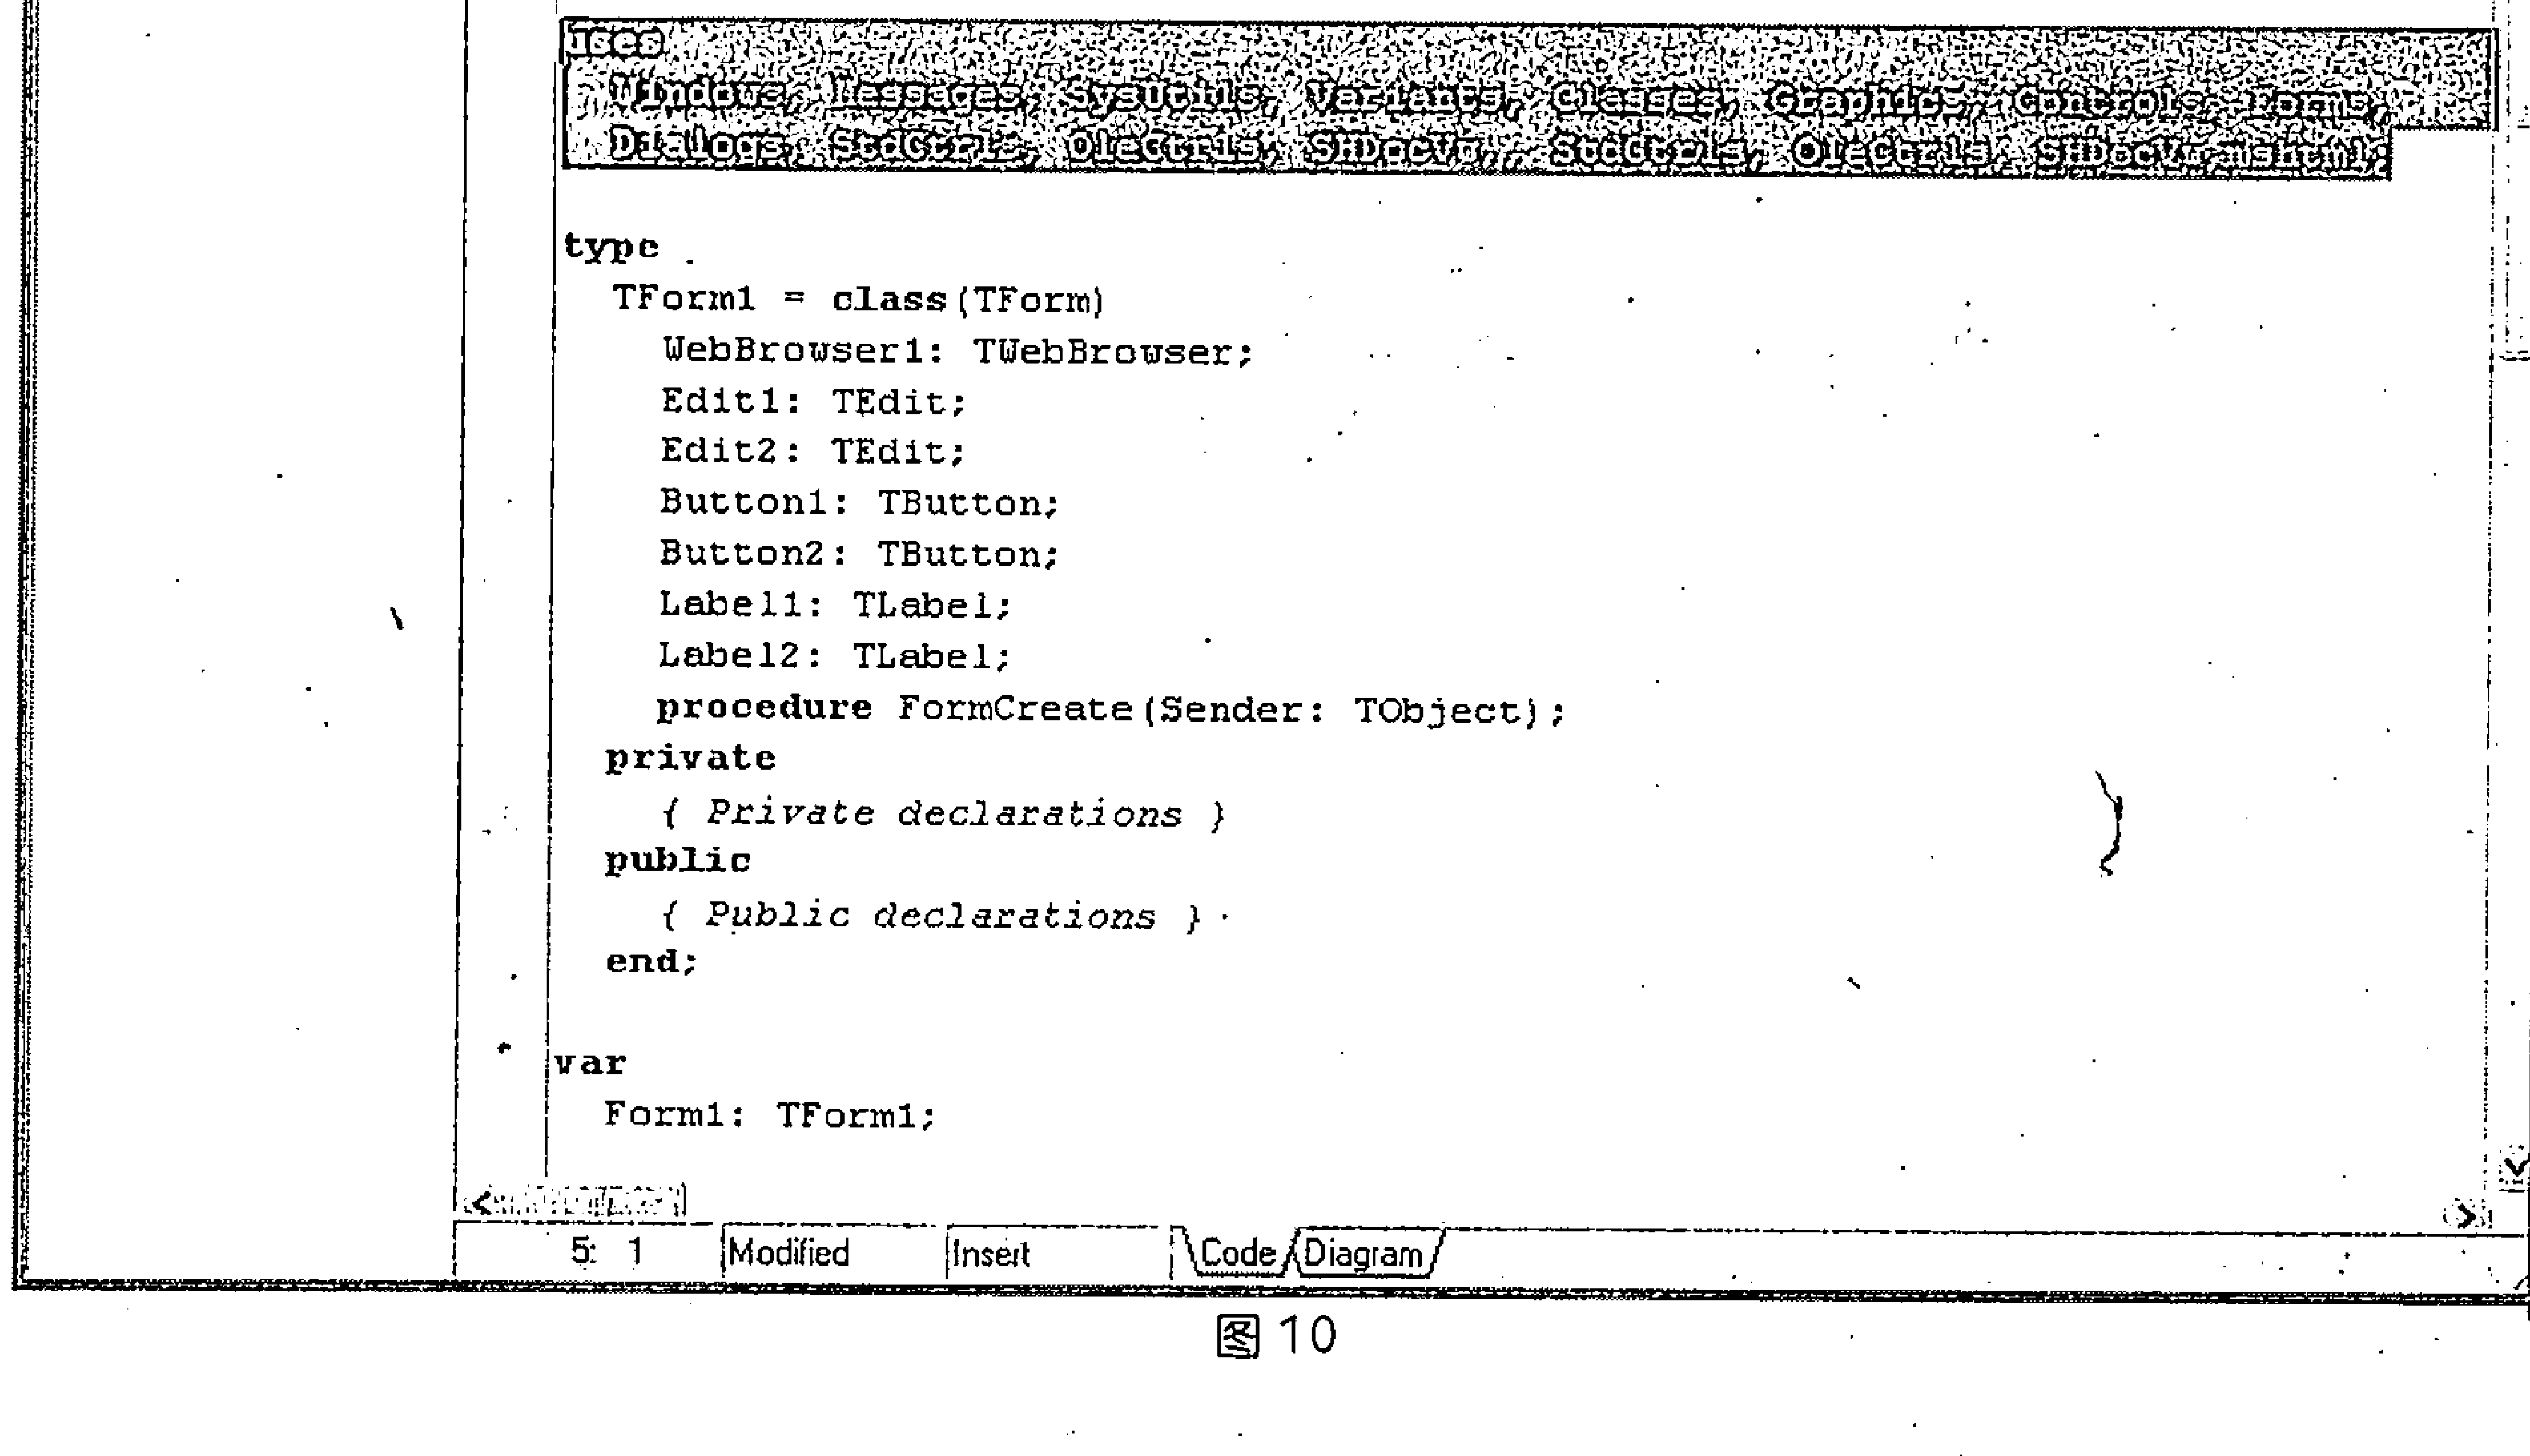 uses
Windows, Messages, SysUtils, Variants, Classes, Graphics, Controls, Forms,
Dialogs, StdCtrls, OleCtrls, SHDocVw, StdCtrls, OleCtrls, SHDocVw,mshtml;
type
TForm1 = class(TForm)
WebBrowser1: TWebBrowser;
Edit1: TEdit;
Edit2: TEdit;
Button1: TButton;
Button2: TButton;
Label1: TLabel;
Label2: TLabel;
procedure FormCreate(Sender: TObject);
private
{ Private declarations }
public
{ Public declarations }
end;
var
Form1: TForm1;
5: 1 Modified Insert Code Diagram
图 10